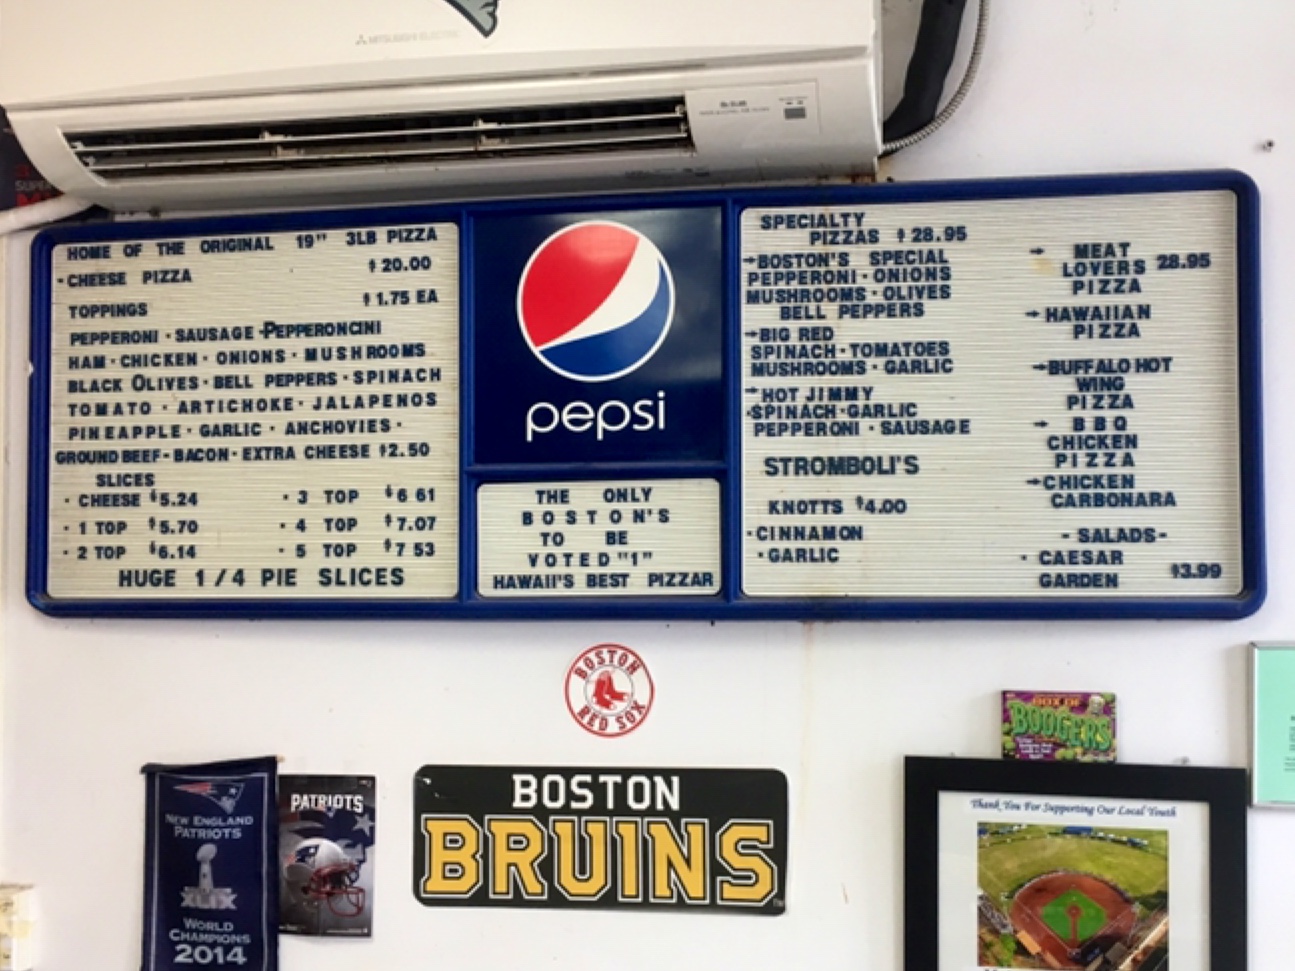 MITSUBISHI ELECTRIC
HOME OF THE ORIGINAL 19" 3LB PIZZA
·CHEESE PIZZA $20.00
TOPPINGS $1.75 EA
PEPPERONI·SAUSAGE·PEPPERONCINI
HAM·CHICKEN·ONIONS·MUSHROOMS
BLACK OLIVES·BELL PEPPERS·SPINACH
TOMATO·ARTICHOKE·JALAPENOS
PINEAPPLE·GARLIC·ANCHOVIES·
GROUND BEEF·BACON·EXTRA CHEESE $2.50
SLICES
·CHEESE $5.24 ·3 TOP $6 61
·1 TOP $5.70 ·4 TOP $7.07
·2 TOP $6.14 ·5 TOP $7 53
HUGE 1/4 PIE SLICES
pepsi
THE ONLY
BOSTON'S
TO BE
VOTED "1"
HAWAII'S BEST PIZZAR
SPECIALTY
PIZZAS $28.95
→BOSTON'S SPECIAL
PEPPERONI·ONIONS
MUSHROOMS·OLIVES
BELL PEPPERS
→BIG RED
SPINACH·TOMATOES
MUSHROOMS·GARLIC
→HOT JIMMY
·SPINACH·GARLIC
PEPPERONI·SAUSAGE
STROMBOLI'S
KNOTTS $4.00
·CINNAMON
·GARLIC
→MEAT
LOVERS 28.95
PIZZA
→HAWAIIAN
PIZZA
→BUFFALO HOT
WING
PIZZA
→BBQ
CHICKEN
PIZZA
→CHICKEN
CARBONARA
-SALADS-
·CAESAR
GARDEN $3.99
BOSTON
RED SOX
BOX OF
BOOGERS
NEW ENGLAND
PATRIOTS
XLIX
WORLD
CHAMPIONS
2014
PATRIOTS
BOSTON
BRUINS
Thank You For Supporting Our Local Youth